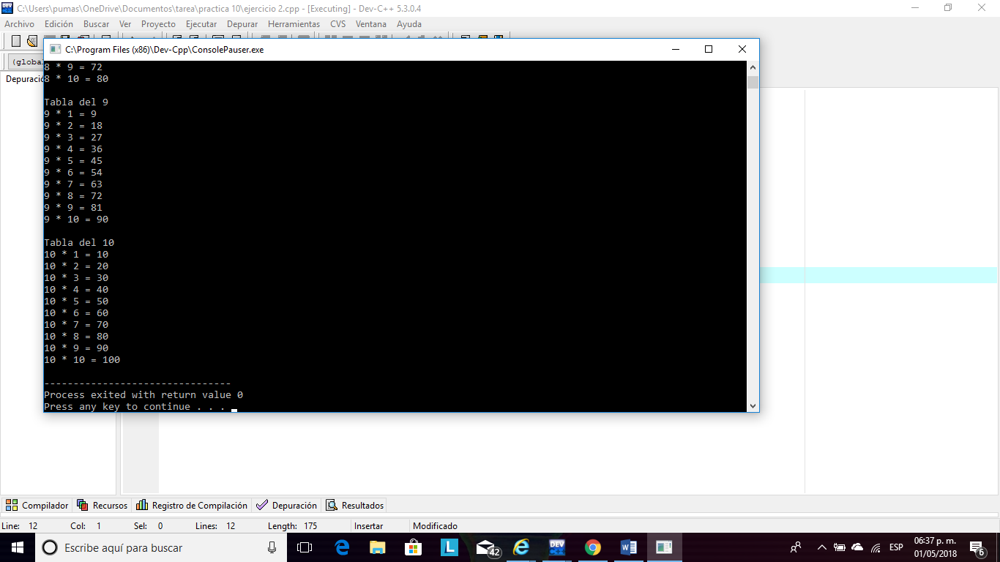 C:\Users\pumas\OneDrive\Documentos\tarea\practica 10\ejercicio 2.cpp - [Executing] - Dev-C++ 5.3.0.4
Archivo Edición Buscar Ver Proyecto Ejecutar Depurar Herramientas CVS Ventana Ayuda
C:\Program Files (x86)\Dev-Cpp\ConsolePauser.exe
8 * 9 = 72
8 * 10 = 80
Tabla del 9
9 * 1 = 9
9 * 2 = 18
9 * 3 = 27
9 * 4 = 36
9 * 5 = 45
9 * 6 = 54
9 * 7 = 63
9 * 8 = 72
9 * 9 = 81
9 * 10 = 90
Tabla del 10
10 * 1 = 10
10 * 2 = 20
10 * 3 = 30
10 * 4 = 40
10 * 5 = 50
10 * 6 = 60
10 * 7 = 70
10 * 8 = 80
10 * 9 = 90
10 * 10 = 100
--------------------------------
Process exited with return value 0
Press any key to continue . . .
Compilador Recursos Registro de Compilación Depuración Resultados
Line: 12 Col: 1 Sel: 0 Lines: 12 Length: 175 Insertar Modificado
Escribe aquí para buscar
L
42
DEV
ESP
06:37 p. m.
01/05/2018
6